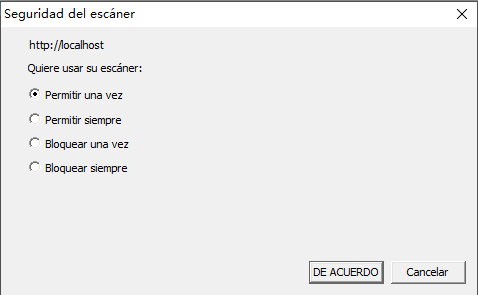 Seguridad del escáner
http://localhost
Quiere usar su escáner:
Permitir una vez
Permitir siempre
Bloquear una vez
Bloquear siempre
DE ACUERDO
Cancelar